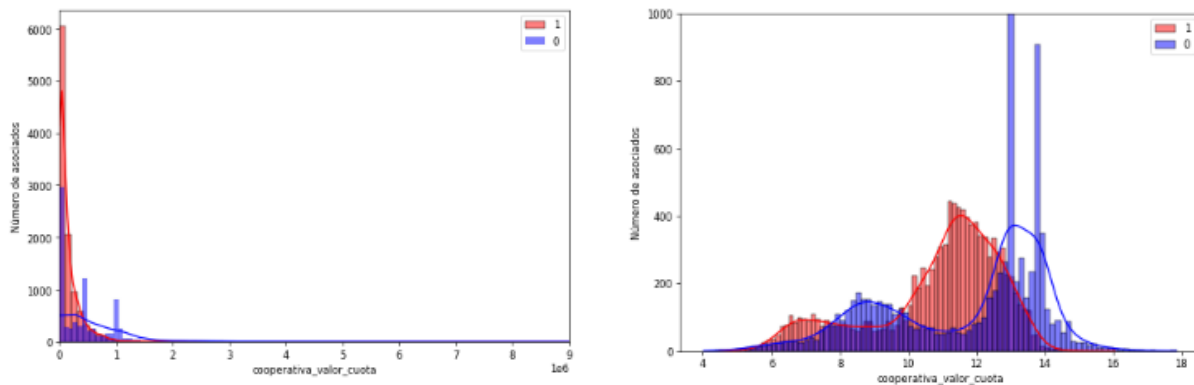 6000
5000
4000
3000
2000
1000
0
Número de asociados
1
0
0 1 2 3 4 5 6 7 8 9
1e6
cooperativa_valor_cuota
1000
800
600
400
200
0
Número de asociados
1
0
4 6 8 10 12 14 16 18
cooperativa_valor_cuota